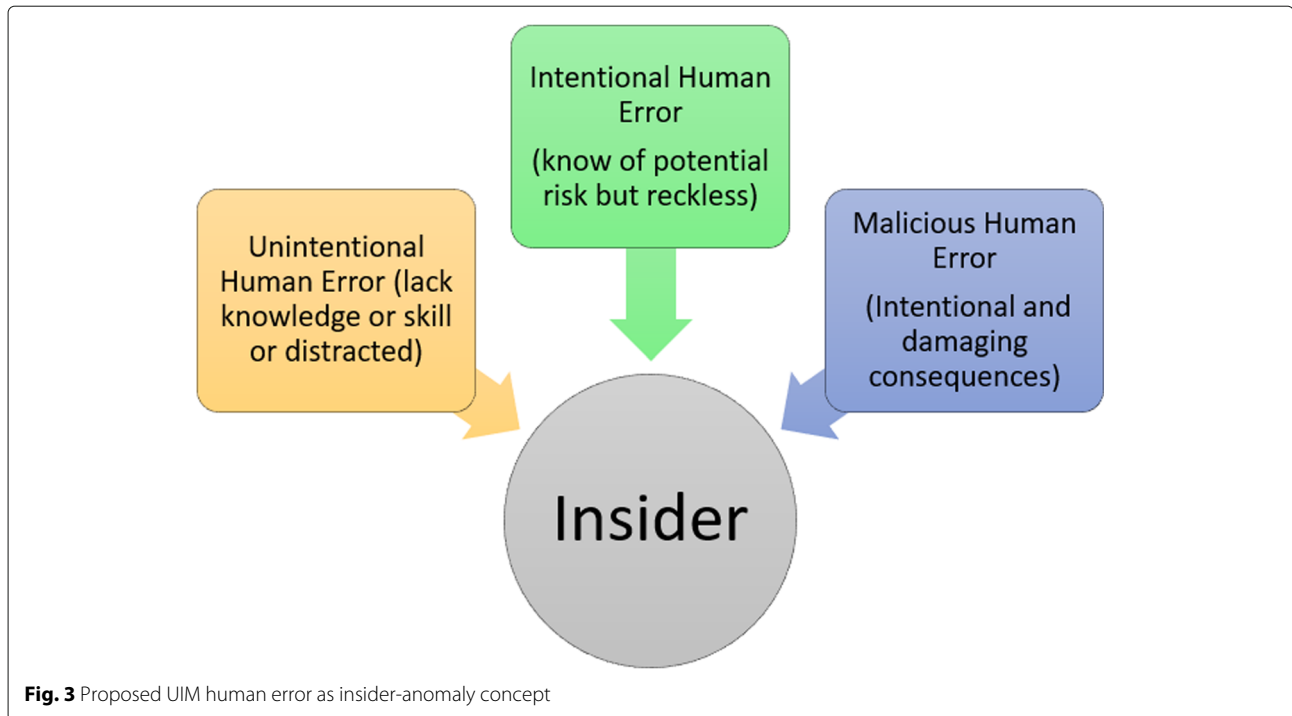 Intentional Human
Error
(know of potential
risk but reckless)
Unintentional
Human Error (lack
knowledge or skill
or distracted)
Malicious Human
Error
(Intentional and
damaging
consequences)
Insider
Fig. 3 Proposed UIM human error as insider-anomaly concept